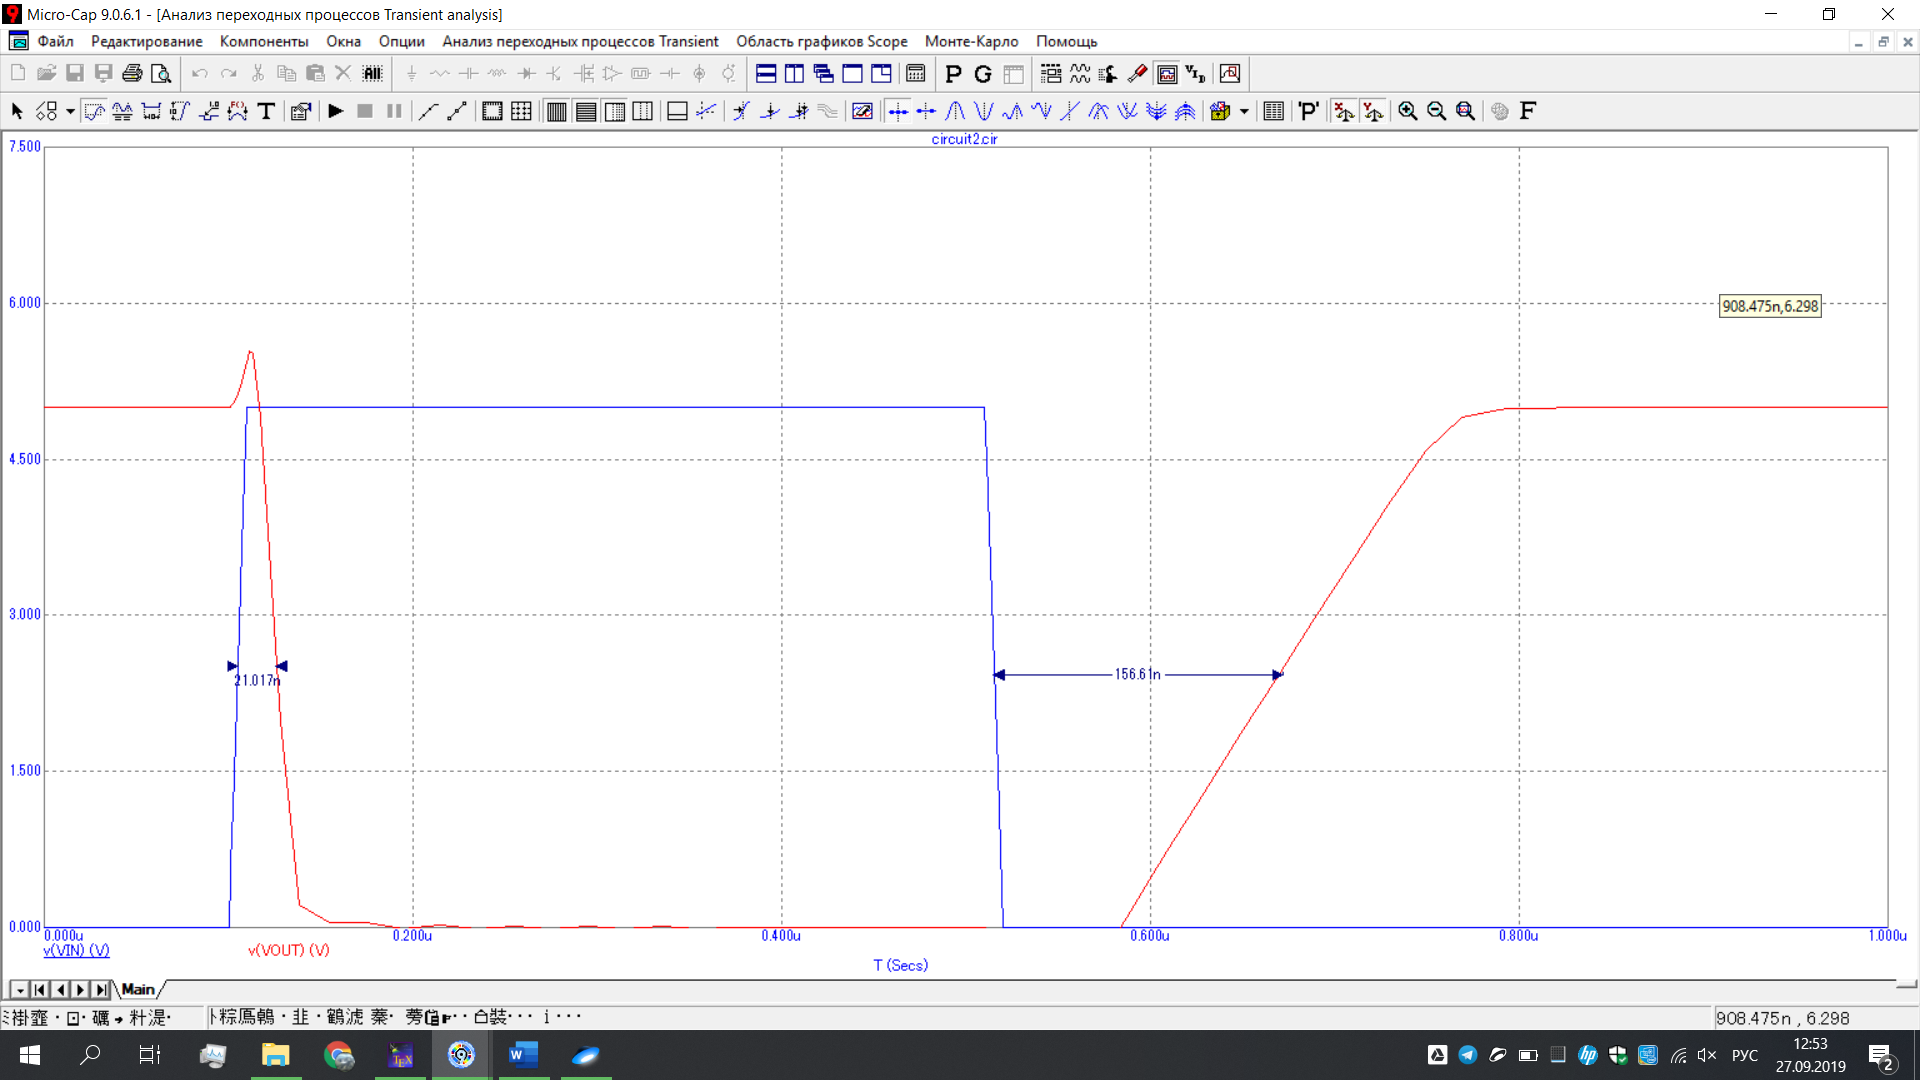 Micro-Cap 9.0.6.1 - [Анализ переходных процессов Transient analysis]
Файл Редактирование Компоненты Окна Опции Анализ переходных процессов Transient Область графиков Scope Монте-Карло Помощь
circuit2.cir
7.500
6.000
908.475n,6.298
4.500
3.000
21.017n
156.61n
1.500
0.000
0.000u 0.200u 0.400u 0.600u 0.800u 1.000u
v(VIN) (V) v(VOUT) (V)
T (Secs)
Main
908.475n , 6.298
12:53
РУС
27.09.2019
2